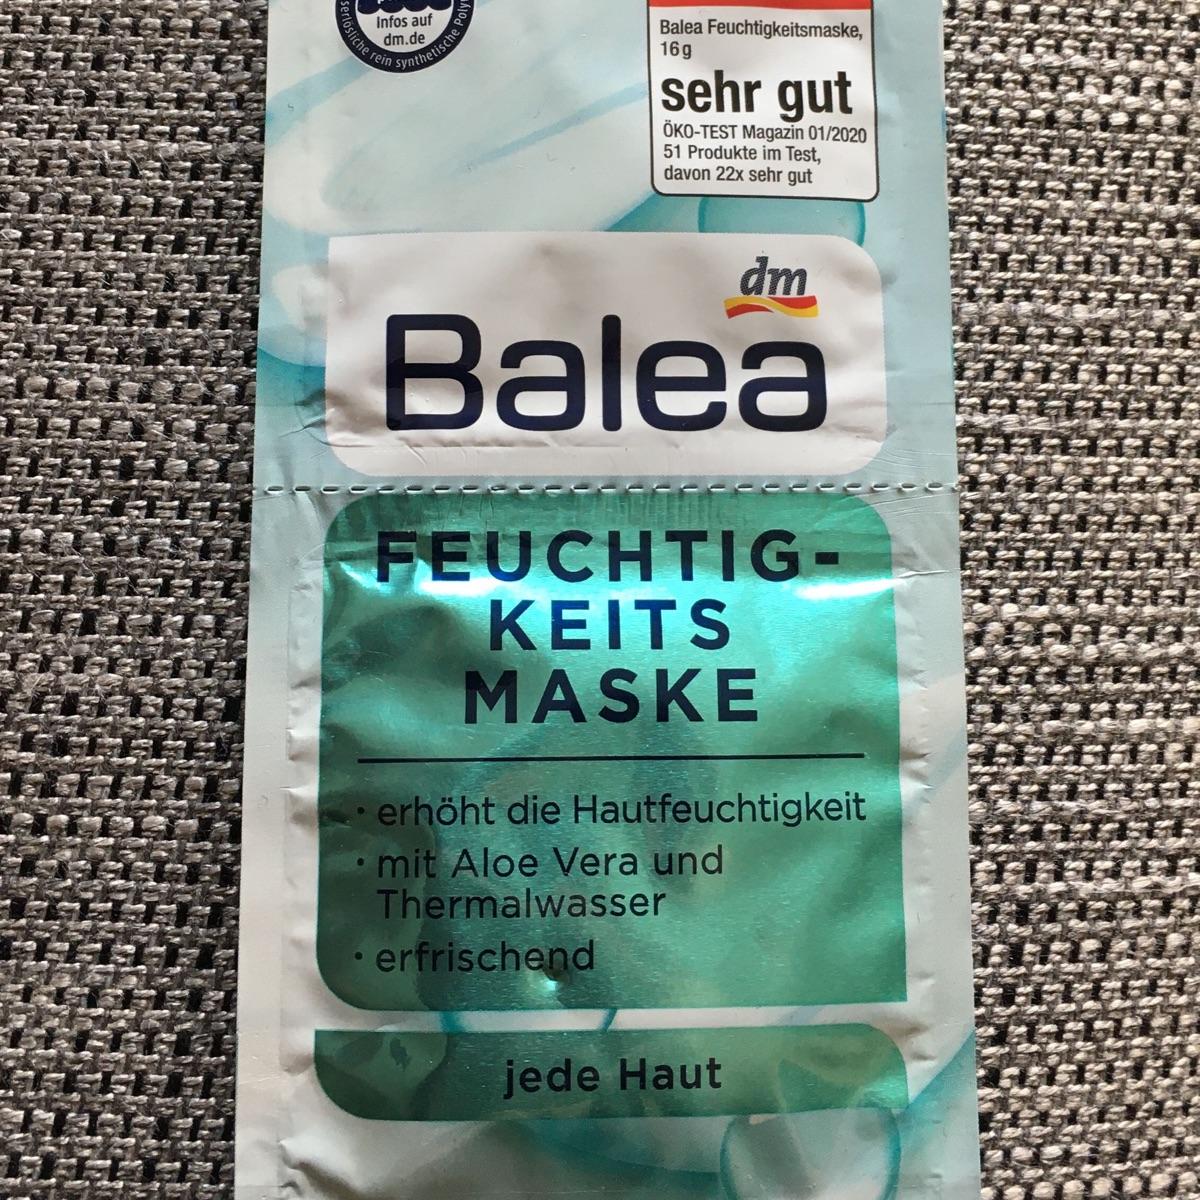 Infos auf
dm.de
rein synthetische
Balea Feuchtigkeitsmaske,
16 g
sehr gut
ÖKO-TEST Magazin 01/2020
51 Produkte im Test,
davon 22x sehr gut
dm
Balea
FEUCHTIG-
KEITS
MASKE
· erhöht die Hautfeuchtigkeit
· mit Aloe Vera und
Thermalwasser
· erfrischend
jede Haut